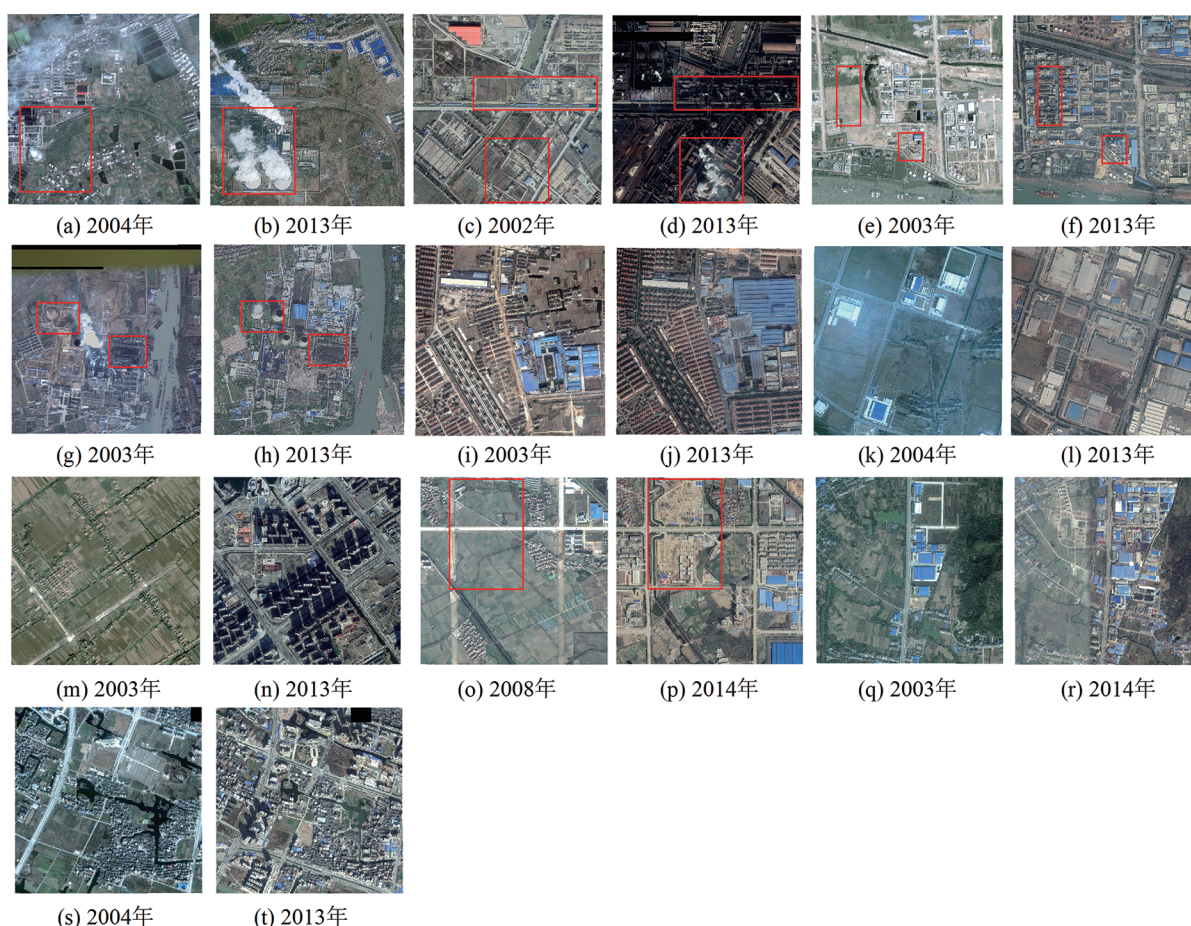 (a) 2004年
(b) 2013年
(c) 2002年
(d) 2013年
(e) 2003年
(f) 2013年
(g) 2003年
(h) 2013年
(i) 2003年
(j) 2013年
(k) 2004年
(l) 2013年
(m) 2003年
(n) 2013年
(o) 2008年
(p) 2014年
(q) 2003年
(r) 2014年
(s) 2004年
(t) 2013年